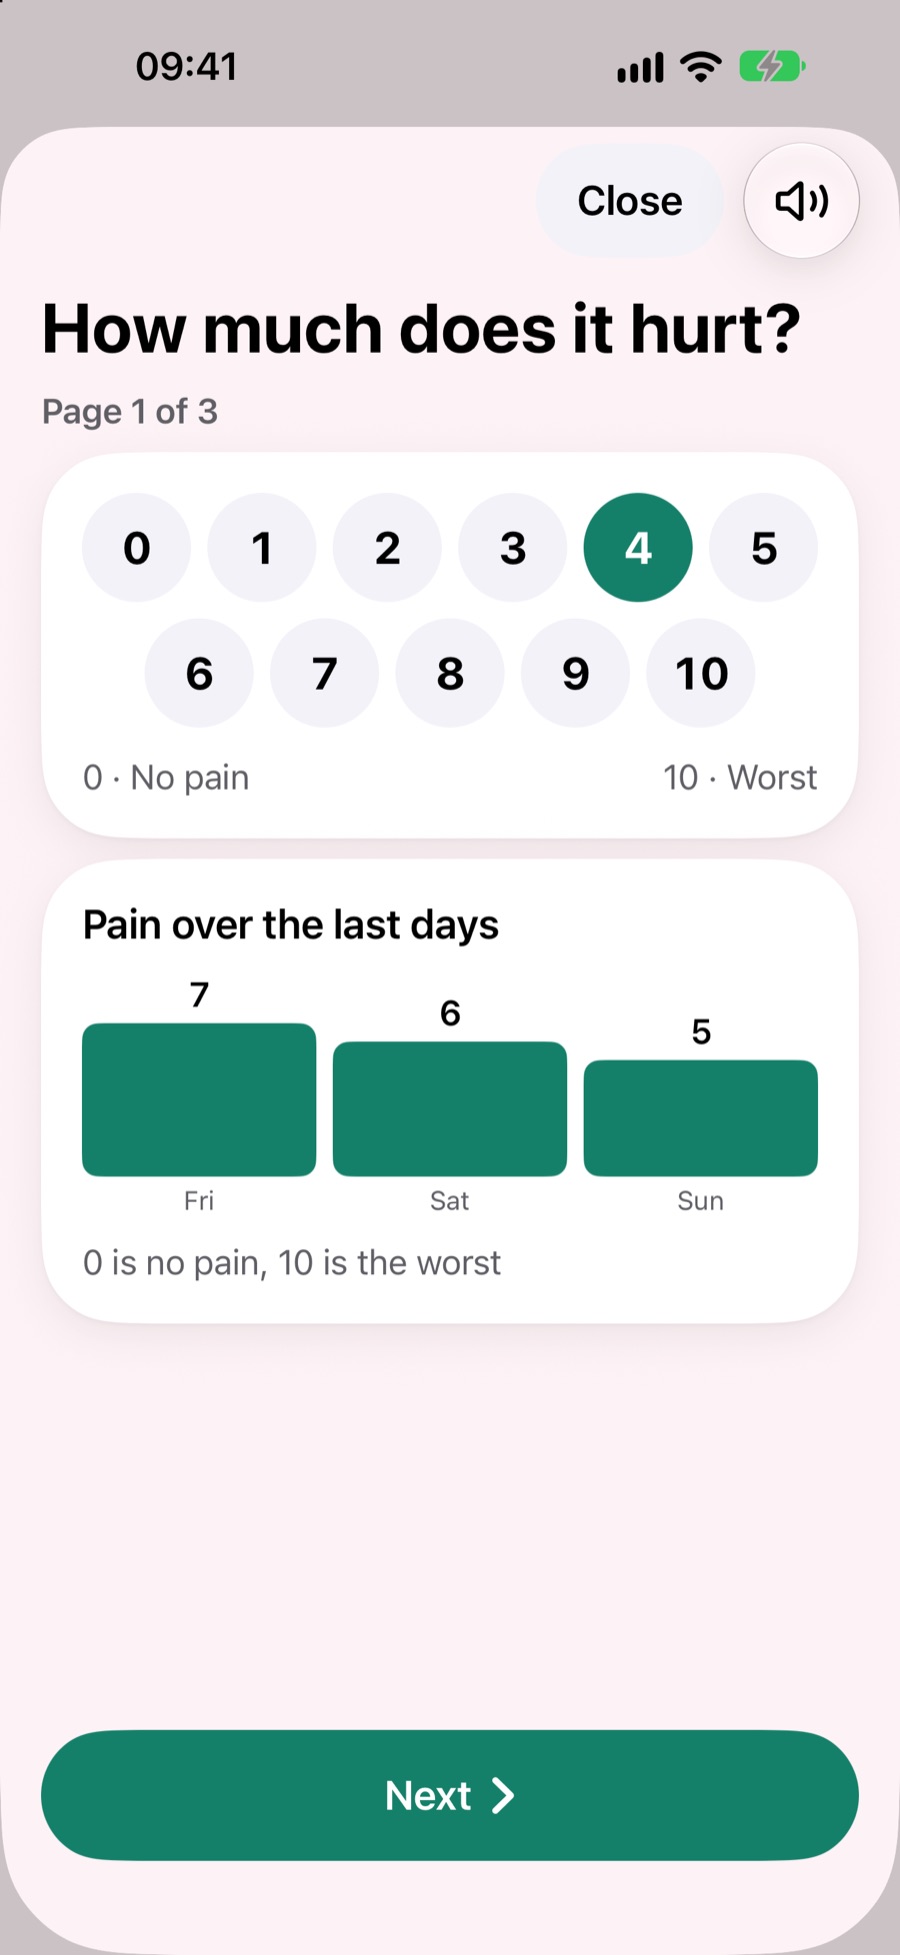 09:41
Close
How much does it hurt?
Page 1 of 3
0 1 2 3 4 5
6 7 8 9 10
0 · No pain 10 · Worst
Pain over the last days
7 6 5
Fri Sat Sun
0 is no pain, 10 is the worst
Next